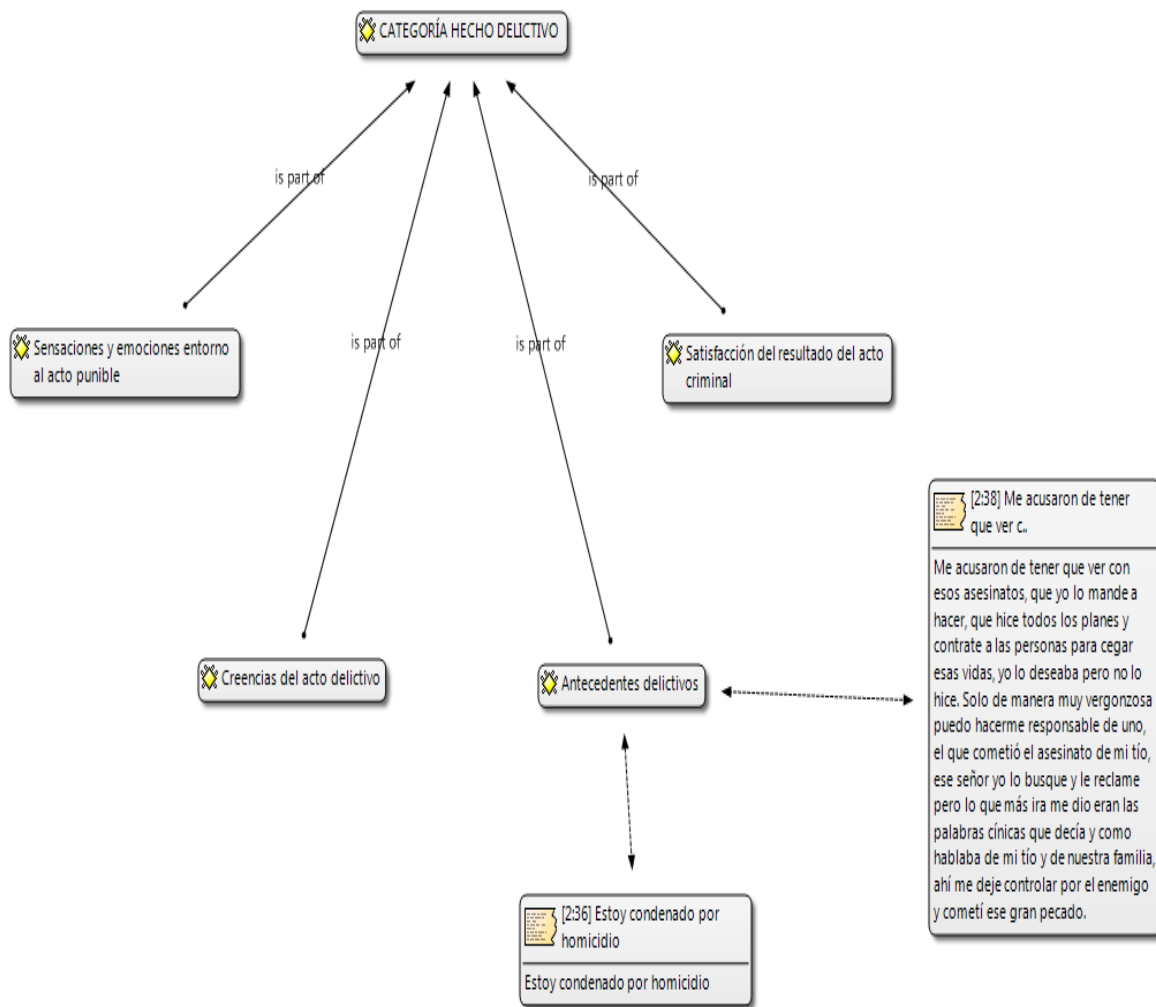 CATEGORÍA HECHO DELICTIVO
is part of
is part of
is part of
is part of
Sensaciones y emociones entorno
al acto punible
Satisfacción del resultado del acto
criminal
Creencias del acto delictivo
Antecedentes delictivos
[2:38] Me acusaron de tener
que ver c..
Me acusaron de tener que ver con
esos asesinatos, que yo lo mande a
hacer, que hice todos los planes y
contrate a las personas para cegar
esas vidas, yo lo deseaba pero no lo
hice. Solo de manera muy vergonzosa
puedo hacerme responsable de uno,
el que cometió el asesinato de mi tío,
ese señor yo lo busque y le reclame
pero lo que más ira me dio eran las
palabras cínicas que decía y como
hablaba de mi tío y de nuestra familia,
ahí me deje controlar por el enemigo
y cometí ese gran pecado.
[2:36] Estoy condenado por
homicidio
Estoy condenado por homicidio